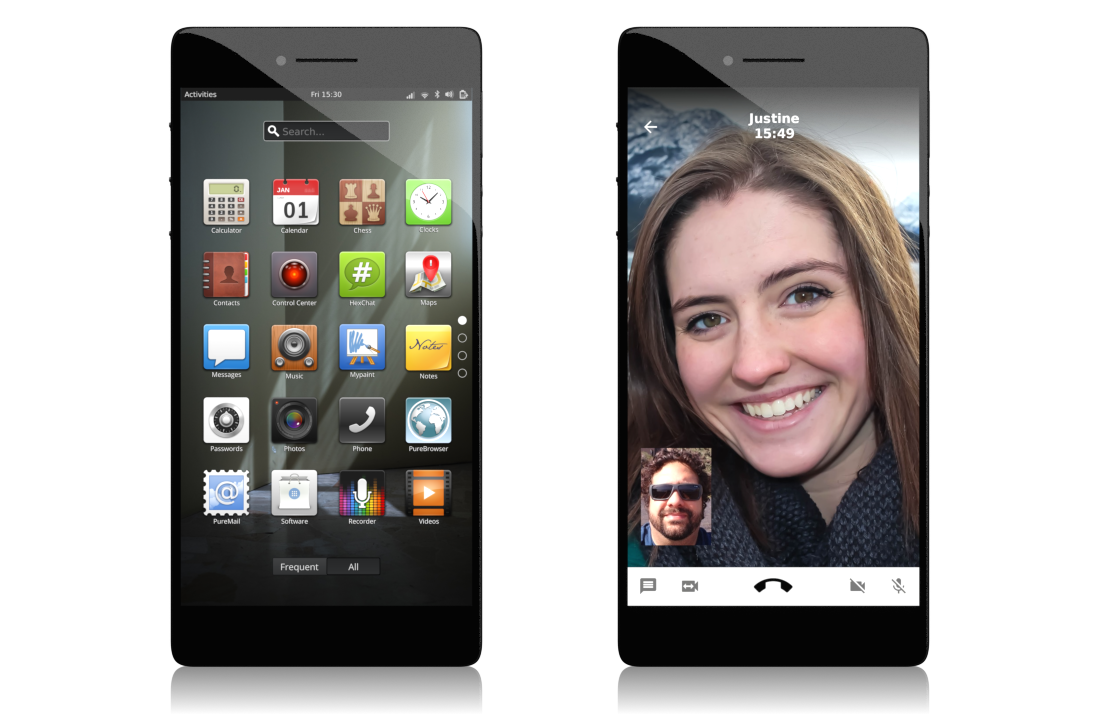 Activities Fri 15:30
Search...
0.
JAN
01
Calculator Calendar Chess Clocks
#
Contacts Control Center HexChat Maps
Notes
Messages Music Mypaint Notes
Passwords Photos Phone PureBrowser
@
PureMail Software Recorder Videos
Frequent All
Justine
15:49